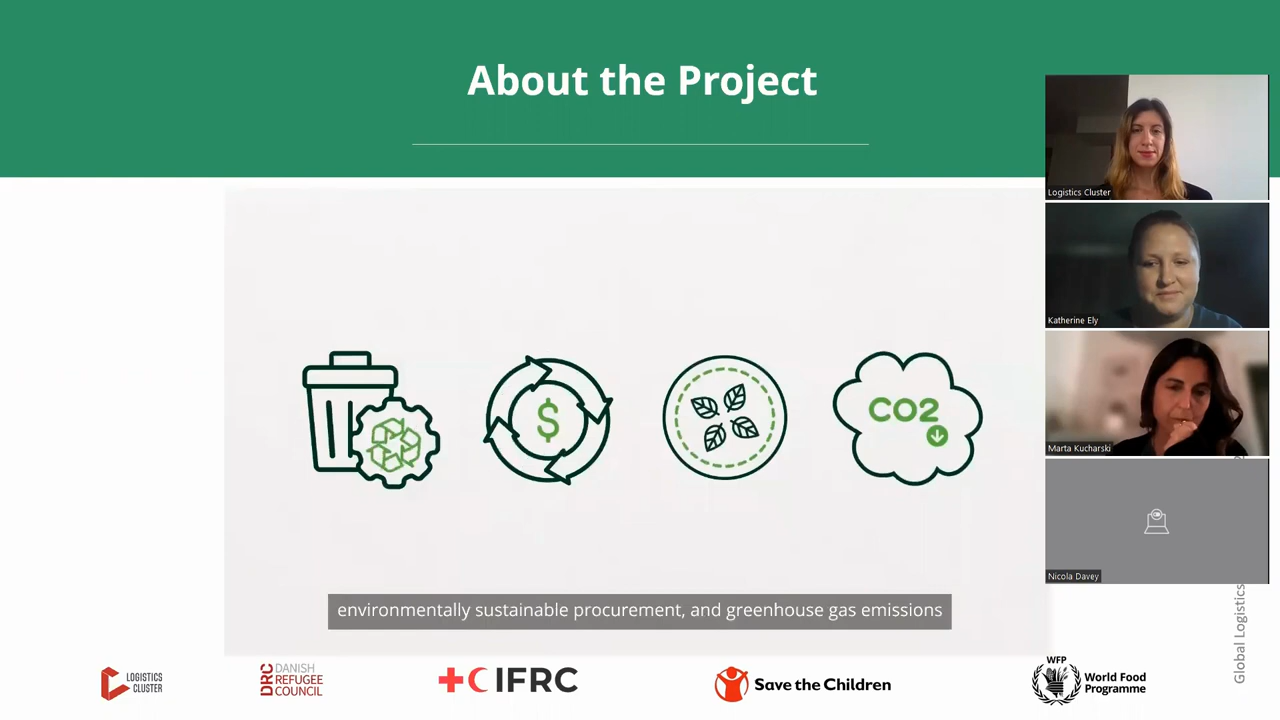 About the Project
Logistics Cluster
Katherine Ely
Marta Kucharski
Nicola Davey
$
CO2
environmentally sustainable procurement, and greenhouse gas emissions
Global Logistics
LOGISTICS
CLUSTER
DRC
DANISH
REFUGEE
COUNCIL
IFRC
Save the Children
WFP
World Food
Programme